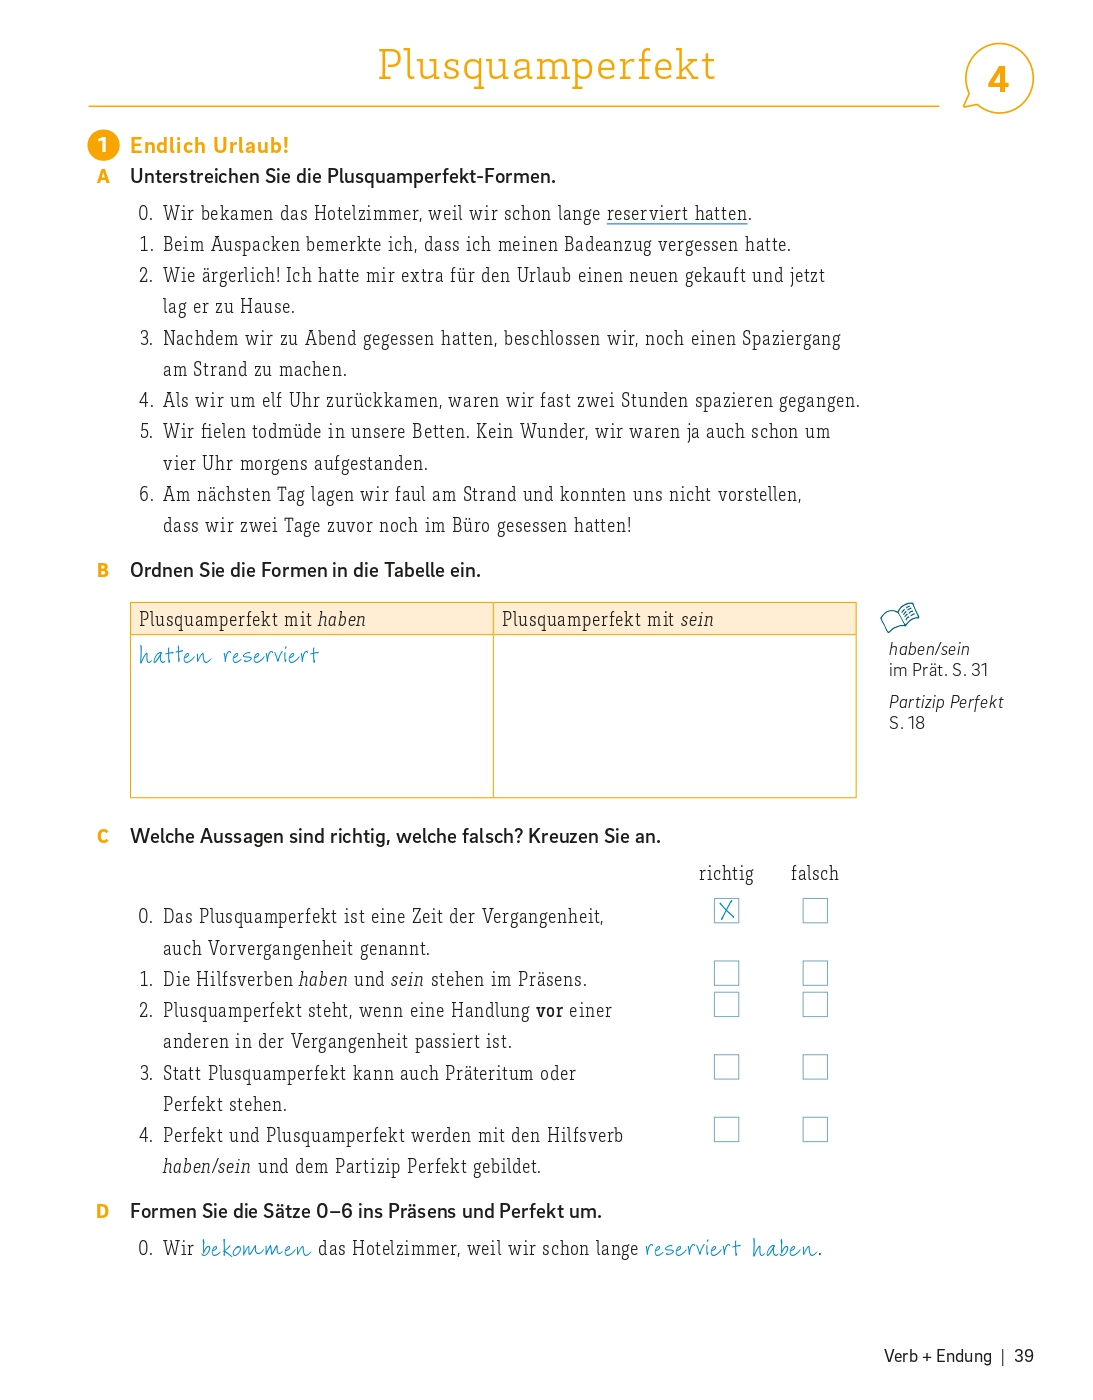 Plusquamperfekt
4
1 Endlich Urlaub!
A Unterstreichen Sie die Plusquamperfekt-Formen.
0. Wir bekamen das Hotelzimmer, weil wir schon lange reserviert hatten.
1. Beim Auspacken bemerkte ich, dass ich meinen Badeanzug vergessen hatte.
2. Wie ärgerlich! Ich hatte mir extra für den Urlaub einen neuen gekauft und jetzt
lag er zu Hause.
3. Nachdem wir zu Abend gegessen hatten, beschlossen wir, noch einen Spaziergang
am Strand zu machen.
4. Als wir um elf Uhr zurückkamen, waren wir fast zwei Stunden spazieren gegangen.
5. Wir fielen todmüde in unsere Betten. Kein Wunder, wir waren ja auch schon um
vier Uhr morgens aufgestanden.
6. Am nächsten Tag lagen wir faul am Strand und konnten uns nicht vorstellen,
dass wir zwei Tage zuvor noch im Büro gesessen hatten!
B Ordnen Sie die Formen in die Tabelle ein.
Plusquamperfekt mit haben Plusquamperfekt mit sein
hatten reserviert
haben/sein
im Prät. S. 31
Partizip Perfekt
S. 18
C Welche Aussagen sind richtig, welche falsch? Kreuzen Sie an.
richtig falsch
0. Das Plusquamperfekt ist eine Zeit der Vergangenheit, X
auch Vorvergangenheit genannt.
1. Die Hilfsverben haben und sein stehen im Präsens.
2. Plusquamperfekt steht, wenn eine Handlung vor einer
anderen in der Vergangenheit passiert ist.
3. Statt Plusquamperfekt kann auch Präteritum oder
Perfekt stehen.
4. Perfekt und Plusquamperfekt werden mit den Hilfsverb
haben/sein und dem Partizip Perfekt gebildet.
D Formen Sie die Sätze 0–6 ins Präsens und Perfekt um.
0. Wir bekommen das Hotelzimmer, weil wir schon lange reserviert haben.
Verb + Endung | 39